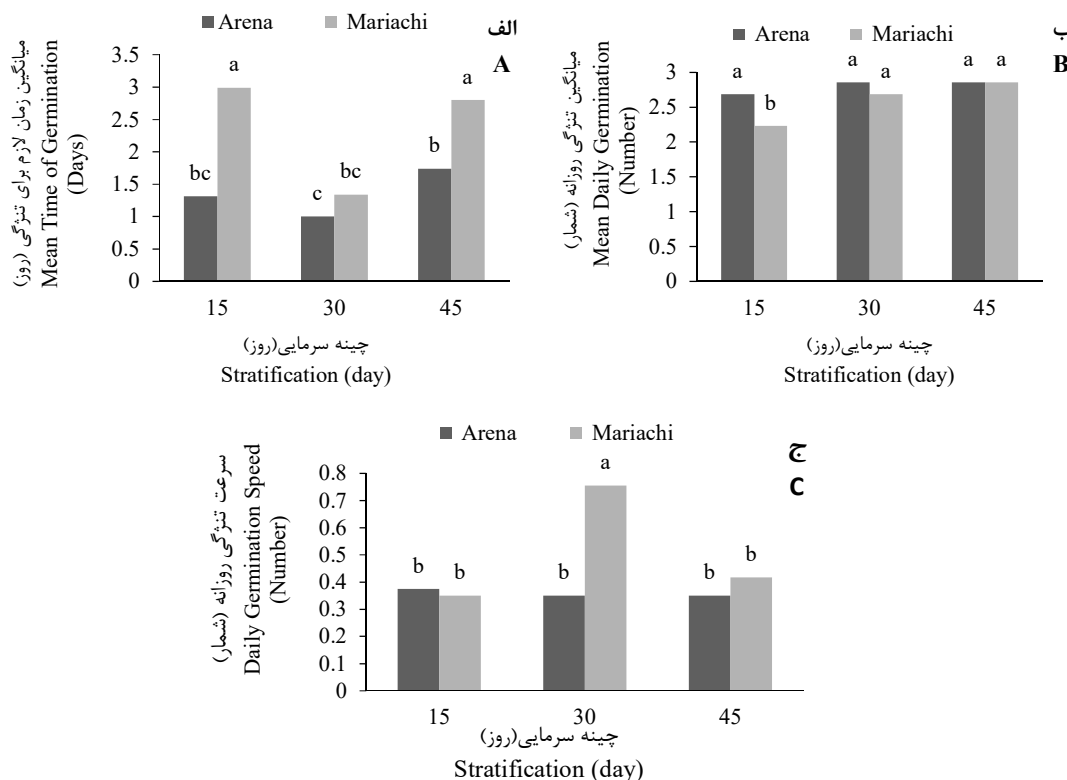 Arena Mariachi
الف
A
میانگین زمان لازم برای تنژگی (روز)
Mean Time of Germination
(Days)
3.5
3
2.5
2
1.5
1
0.5
0
bc a c bc b a
15 30 45
چینه سرمایی(روز)
Stratification (day)
Arena Mariachi
ب
B
میانگین تنژگی روزانه (شمار)
Mean Daily Germination
(Number)
3
2.5
2
1.5
1
0.5
0
a b a a a a
15 30 45
چینه سرمایی(روز)
Stratification (day)
Arena Mariachi
ج
C
سرعت تنژگی روزانه (شمار)
Daily Germination Speed
(Number)
0.8
0.7
0.6
0.5
0.4
0.3
0.2
0.1
0
b b b a b b
15 30 45
چینه سرمایی(روز)
Stratification (day)